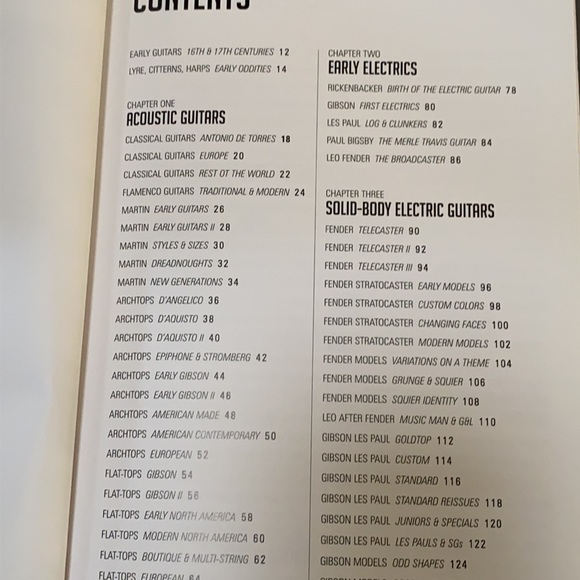 CONTENTS
EARLY GUITARS 16TH & 17TH CENTURIES 12
LYRE, CITTERNS, HARPS EARLY ODDITIES 14
CHAPTER ONE
ACOUSTIC GUITARS
CLASSICAL GUITARS ANTONIO DE TORRES 18
CLASSICAL GUITARS EUROPE 20
CLASSICAL GUITARS REST OT THE WORLD 22
FLAMENCO GUITARS TRADITIONAL & MODERN 24
MARTIN EARLY GUITARS 26
MARTIN EARLY GUITARS II 28
MARTIN STYLES & SIZES 30
MARTIN DREADNOUGHTS 32
MARTIN NEW GENERATIONS 34
ARCHTOPS D'ANGELICO 36
ARCHTOPS D'AQUISTO 38
ARCHTOPS D'AQUISTO II 40
ARCHTOPS EPIPHONE & STROMBERG 42
ARCHTOPS EARLY GIBSON 44
ARCHTOPS EARLY GIBSON II 46
ARCHTOPS AMERICAN MADE 48
ARCHTOPS AMERICAN CONTEMPORARY 50
ARCHTOPS EUROPEAN 52
FLAT-TOPS GIBSON 54
FLAT-TOPS GIBSON II 56
FLAT-TOPS EARLY NORTH AMERICA 58
FLAT-TOPS MODERN NORTH AMERICA 60
FLAT-TOPS BOUTIQUE & MULTI-STRING 62
FLAT-TOPS EUROPEAN 64
CHAPTER TWO
EARLY ELECTRICS
RICKENBACKER BIRTH OF THE ELECTRIC GUITAR 78
GIBSON FIRST ELECTRICS 80
LES PAUL LOG & CLUNKERS 82
PAUL BIGSBY THE MERLE TRAVIS GUITAR 84
LEO FENDER THE BROADCASTER 86
CHAPTER THREE
SOLID-BODY ELECTRIC GUITARS
FENDER TELECASTER 90
FENDER TELECASTER II 92
FENDER TELECASTER III 94
FENDER STRATOCASTER EARLY MODELS 96
FENDER STRATOCASTER CUSTOM COLORS 98
FENDER STRATOCASTER CHANGING FACES 100
FENDER STRATOCASTER MODERN MODELS 102
FENDER MODELS VARIATIONS ON A THEME 104
FENDER MODELS GRUNGE & SQUIER 106
FENDER MODELS SQUIER IDENTITY 108
LEO AFTER FENDER MUSIC MAN & G&L 110
GIBSON LES PAUL GOLDTOP 112
GIBSON LES PAUL CUSTOM 114
GIBSON LES PAUL STANDARD 116
GIBSON LES PAUL STANDARD REISSUES 118
GIBSON LES PAUL JUNIORS & SPECIALS 120
GIBSON LES PAUL LES PAULS & SGs 122
GIBSON MODELS ODD SHAPES 124